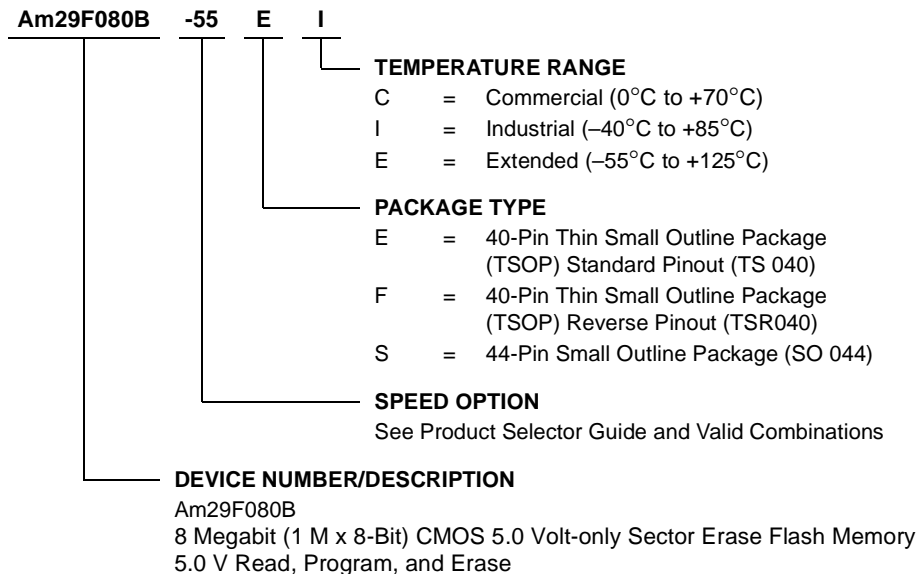 Am29F080B -55 E I
TEMPERATURE RANGE
C = Commercial (0°C to +70°C)
I = Industrial (–40°C to +85°C)
E = Extended (–55°C to +125°C)
PACKAGE TYPE
E = 40-Pin Thin Small Outline Package
(TSOP) Standard Pinout (TS 040)
F = 40-Pin Thin Small Outline Package
(TSOP) Reverse Pinout (TSR040)
S = 44-Pin Small Outline Package (SO 044)
SPEED OPTION
See Product Selector Guide and Valid Combinations
DEVICE NUMBER/DESCRIPTION
Am29F080B
8 Megabit (1 M x 8-Bit) CMOS 5.0 Volt-only Sector Erase Flash Memory
5.0 V Read, Program, and Erase